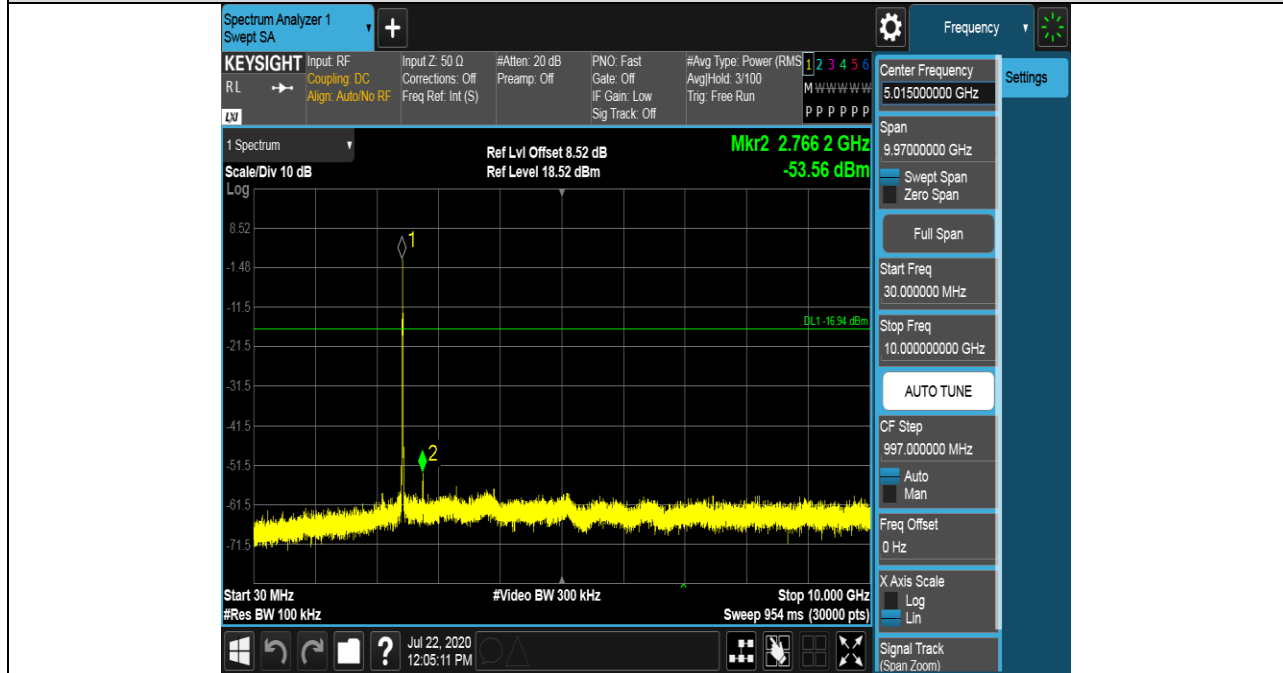 Spectrum Analyzer 1
Swept SA
+
Frequency
KEYSIGHT
RL
LXI
Input: RF
Coupling: DC
Align: Auto/No RF
Input Z: 50 Ω
Corrections: Off
Freq Ref: Int (S)
#Atten: 20 dB
Preamp: Off
PNO: Fast
Gate: Off
IF Gain: Low
Sig Track: Off
#Avg Type: Power (RMS
Avg|Hold: 3/100
Trig: Free Run
1 2 3 4 5 6
M W W W W W
P P P P P P
1 Spectrum
Scale/Div 10 dB
Log
Ref Lvl Offset 8.52 dB
Ref Level 18.52 dBm
Mkr2 2.766 2 GHz
-53.56 dBm
8.52
-1.48
-11.5
-21.5
-31.5
-41.5
-51.5
-61.5
-71.5
1
2
DL1 -16.94 dBm
Start 30 MHz
#Res BW 100 kHz
#Video BW 300 kHz
Stop 10.000 GHz
Sweep 954 ms (30000 pts)
?
Jul 22, 2020
12:05:11 PM
Center Frequency
5.015000000 GHz
Span
9.97000000 GHz
Swept Span
Zero Span
Full Span
Start Freq
30.000000 MHz
Stop Freq
10.000000000 GHz
AUTO TUNE
CF Step
997.000000 MHz
Auto
Man
Freq Offset
0 Hz
X Axis Scale
Log
Lin
Signal Track
(Span Zoom)
Settings